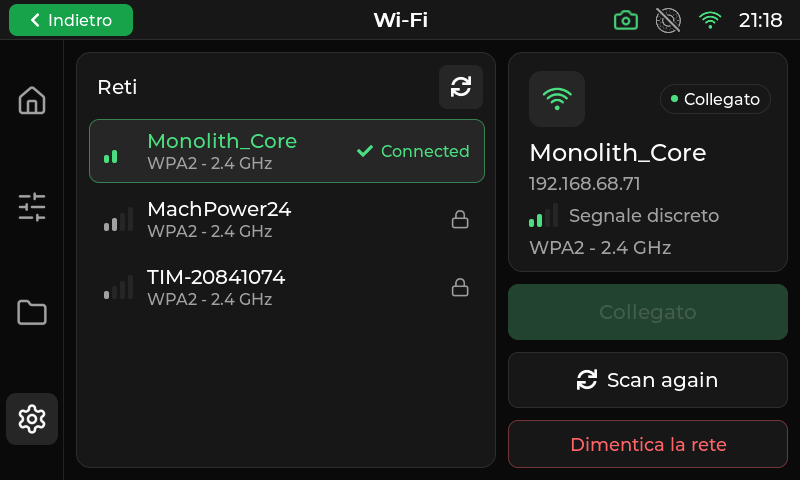 Indietro
Wi-Fi
21:18
Reti
Monolith_Core
WPA2 - 2.4 GHz
Connected
MachPower24
WPA2 - 2.4 GHz
TIM-20841074
WPA2 - 2.4 GHz
Collegato
Monolith_Core
192.168.68.71
Segnale discreto
WPA2 - 2.4 GHz
Collegato
Scan again
Dimentica la rete